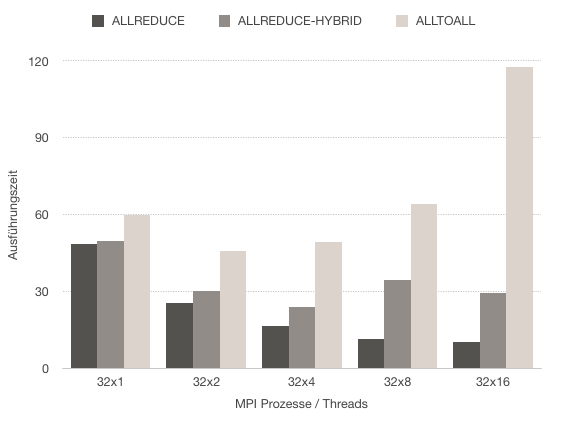 ALLREDUCE ALLREDUCE-HYBRID ALLTOALL
120
90
60
30
0
Ausführungszeit
32x1 32x2 32x4 32x8 32x16
MPI Prozesse / Threads